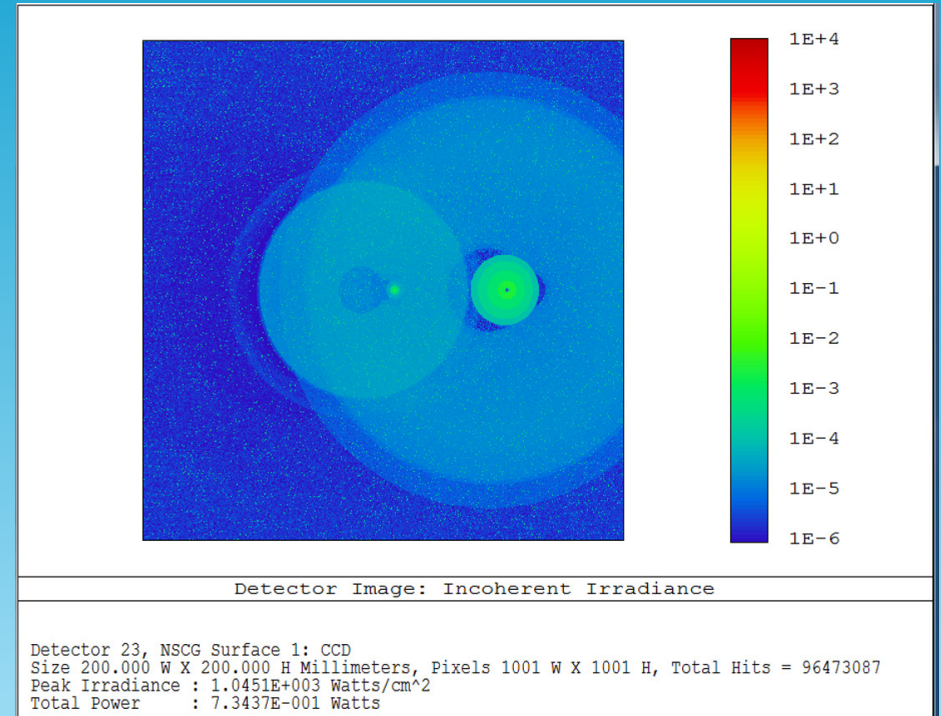 1E+4
1E+3
1E+2
1E+1
1E+0
1E-1
1E-2
1E-3
1E-4
1E-5
1E-6
Detector Image: Incoherent Irradiance
Detector 23, NSCG Surface 1: CCD
Size 200.000 W X 200.000 H Millimeters, Pixels 1001 W X 1001 H, Total Hits = 96473087
Peak Irradiance : 1.0451E+003 Watts/cm^2
Total Power     : 7.3437E-001 Watts